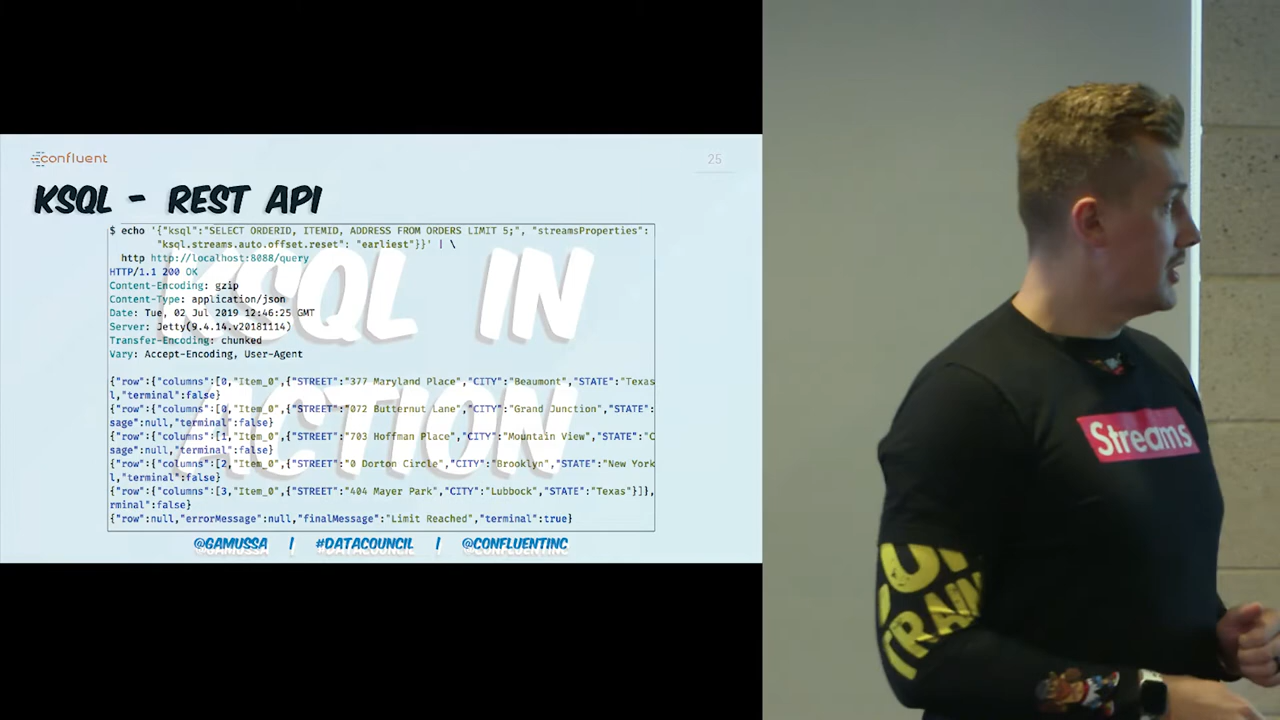 confluent
25
KSQL - REST API
$ echo '{"ksql":"SELECT ORDERID, ITEMID, ADDRESS FROM ORDERS LIMIT 5;", "streamsProperties":
"ksql.streams.auto.offset.reset": "earliest"}}' | \
http http://localhost:8088/query
HTTP/1.1 200 OK
Content-Encoding: gzip
Content-Type: application/json
Date: Tue, 02 Jul 2019 12:46:25 GMT
Server: Jetty(9.4.14.v20181114)
Transfer-Encoding: chunked
Vary: Accept-Encoding, User-Agent
{"row":{"columns":[0,"Item_0",{"STREET":"377 Maryland Place","CITY":"Beaumont","STATE":"Texas
l,"terminal":false}
{"row":{"columns":[0,"Item_0",{"STREET":"072 Butternut Lane","CITY":"Grand Junction","STATE":
sage":null,"terminal":false}
{"row":{"columns":[1,"Item_0",{"STREET":"703 Hoffman Place","CITY":"Mountain View","STATE":"C
sage":null,"terminal":false}
{"row":{"columns":[2,"Item_0",{"STREET":"0 Dorton Circle","CITY":"Brooklyn","STATE":"New York
l,"terminal":false}
{"row":{"columns":[3,"Item_0",{"STREET":"404 Mayer Park","CITY":"Lubbock","STATE":"Texas"}]},
rminal":false}
{"row":null,"errorMessage":null,"finalMessage":"Limit Reached","terminal":true}
KSQL IN
ACTION
@GAMUSSA | #DATACOUNCIL | @CONFLUENTINC
Streams